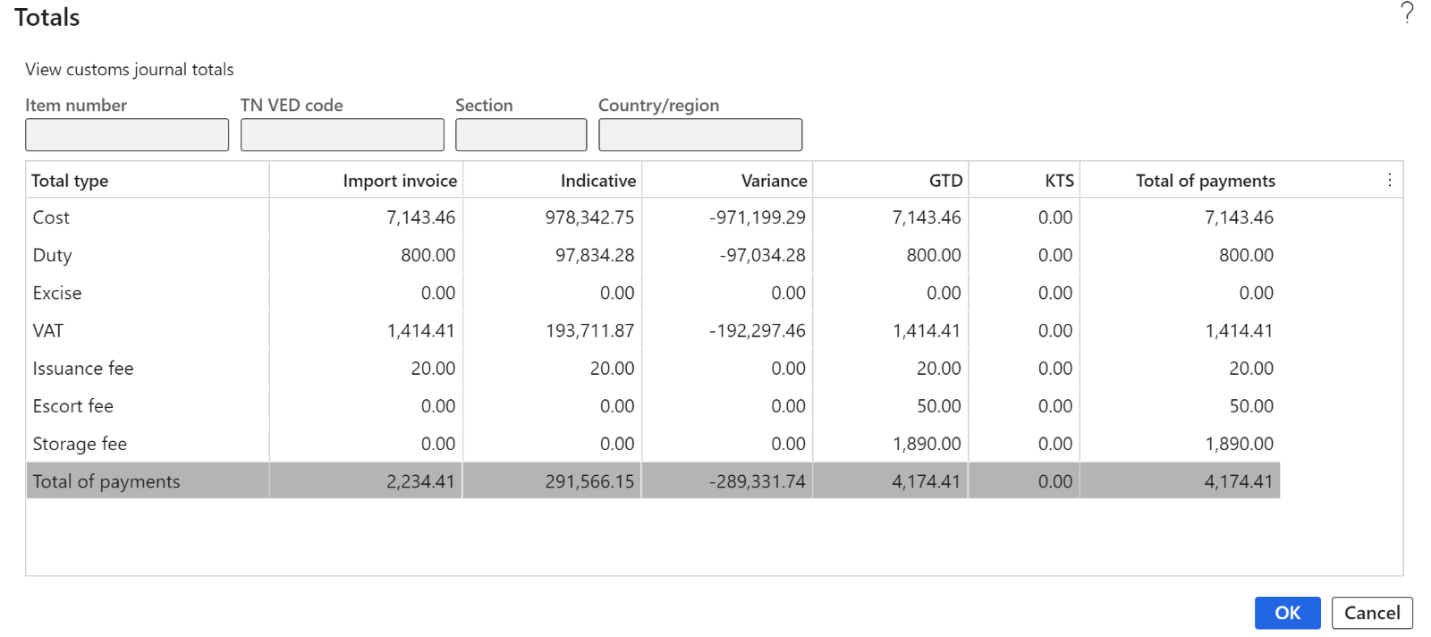 Totals ?
View customs journal totals
Item number TN VED code Section Country/region
Total type Import invoice Indicative Variance GTD KTS Total of payments
Cost 7,143.46 978,342.75 -971,199.29 7,143.46 0.00 7,143.46
Duty 800.00 97,834.28 -97,034.28 800.00 0.00 800.00
Excise 0.00 0.00 0.00 0.00 0.00 0.00
VAT 1,414.41 193,711.87 -192,297.46 1,414.41 0.00 1,414.41
Issuance fee 20.00 20.00 0.00 20.00 0.00 20.00
Escort fee 0.00 0.00 0.00 50.00 0.00 50.00
Storage fee 0.00 0.00 0.00 1,890.00 0.00 1,890.00
Total of payments 2,234.41 291,566.15 -289,331.74 4,174.41 0.00 4,174.41
OK Cancel